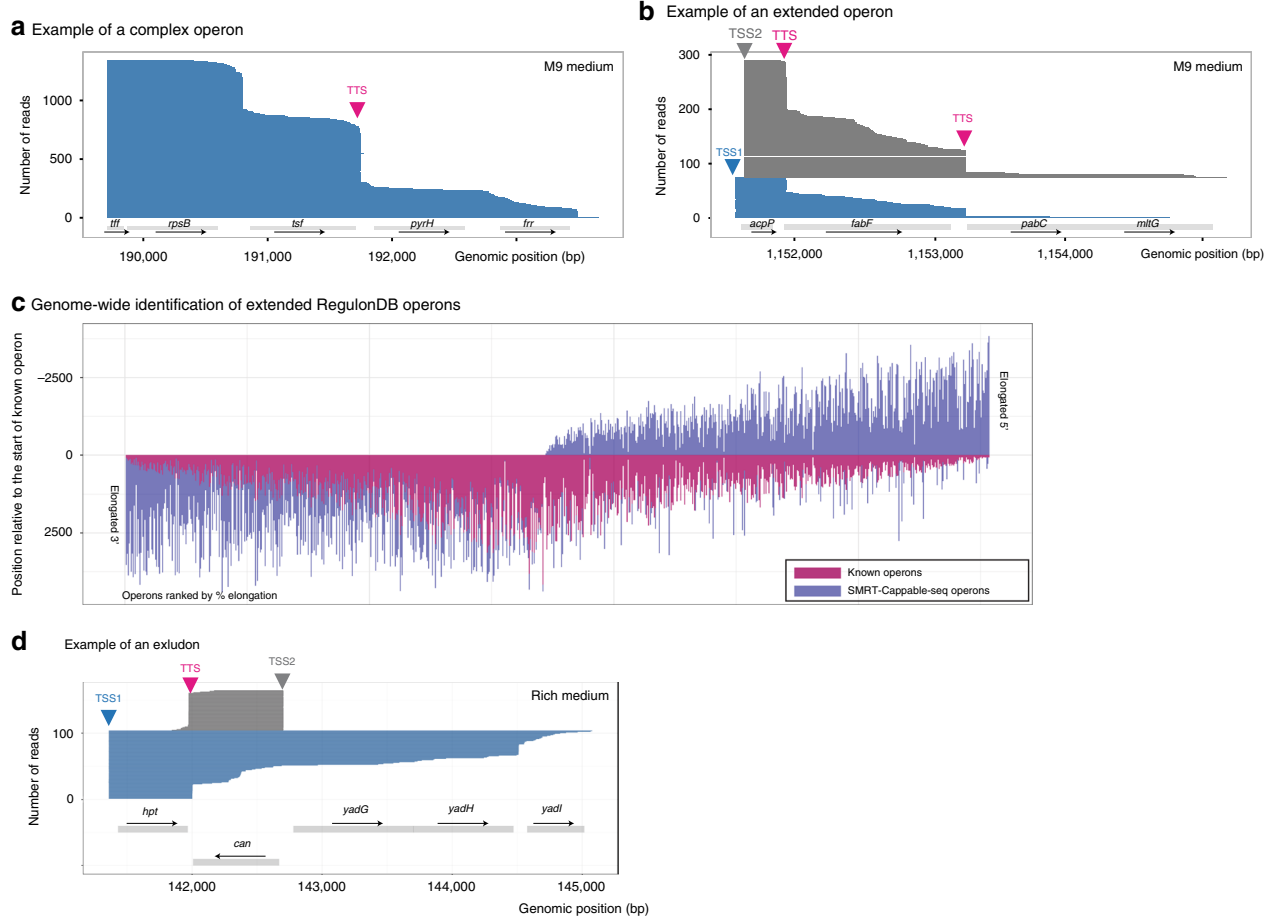 a Example of a complex operon
M9 medium
TTS
Number of reads
1000
500
0
tff rpsB tsf pyrH frr
190,000 191,000 192,000 Genomic position (bp)
b Example of an extended operon
TSS2 TTS
M9 medium
TTS
TSS1
Number of reads
300
200
100
0
acpP fabF pabC mltG
1,152,000 1,153,000 1,154,000 Genomic position (bp)
c Genome-wide identification of extended RegulonDB operons
Position relative to the start of known operon
−2500
0
2500
Elongated 3'
Elongated 5'
Operons ranked by % elongation
Known operons
SMRT-Cappable-seq operons
d Example of an exludon
TSS1 TTS TSS2
Rich medium
Number of reads
100
0
hpt yadG yadH yadI
can
142,000 143,000 144,000 145,000
Genomic position (bp)